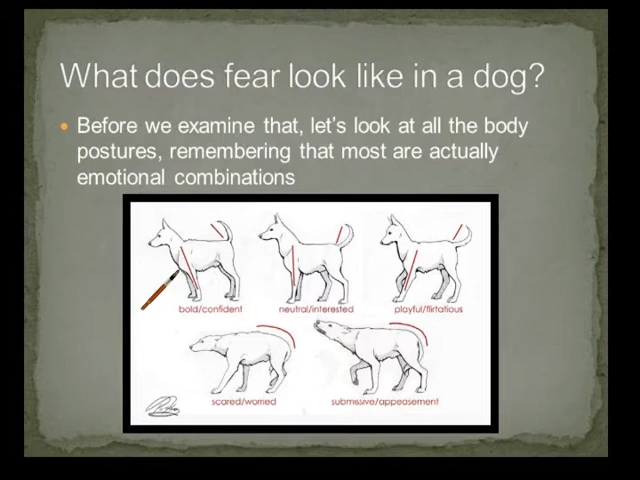 What does fear look like in a dog?
Before we examine that, let's look at all the body
postures, remembering that most are actually
emotional combinations
bold/confident neutral/interested playful/flirtatious
scared/worried submissive/appeasement